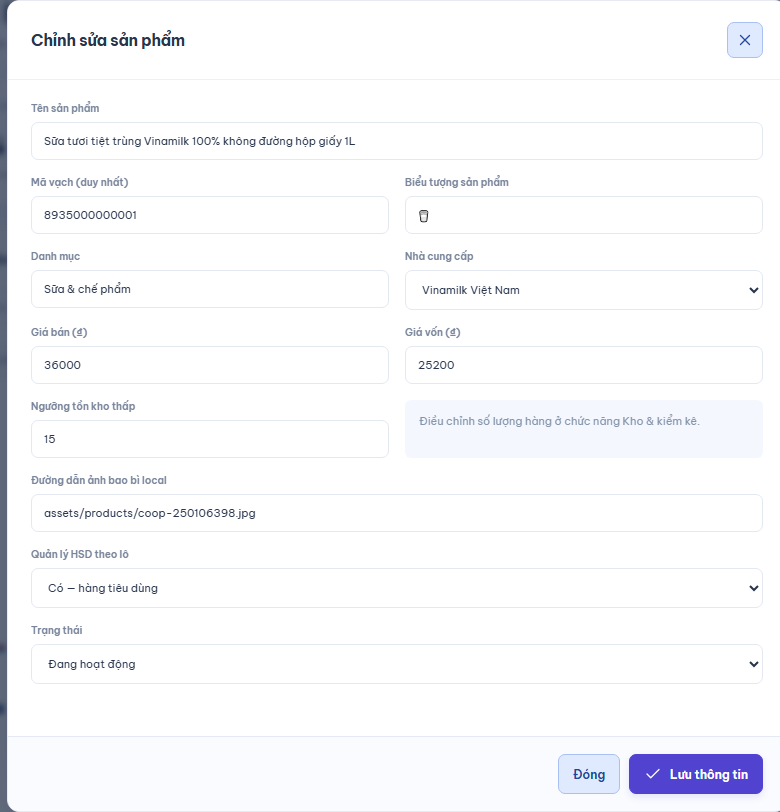 Chỉnh sửa sản phẩm
Tên sản phẩm
Sữa tươi tiệt trùng Vinamilk 100% không đường hộp giấy 1L
Mã vạch (duy nhất)
Biểu tượng sản phẩm
8935000000001
Danh mục
Nhà cung cấp
Sữa & chế phẩm
Vinamilk Việt Nam
Giá bán (₫)
Giá vốn (₫)
36000
25200
Ngưỡng tồn kho thấp
Điều chỉnh số lượng hàng ở chức năng Kho & kiểm kê.
15
Đường dẫn ảnh bao bì local
assets/products/coop-250106398.jpg
Quản lý HSD theo lô
Có — hàng tiêu dùng
Trạng thái
Đang hoạt động
Đóng
Lưu thông tin